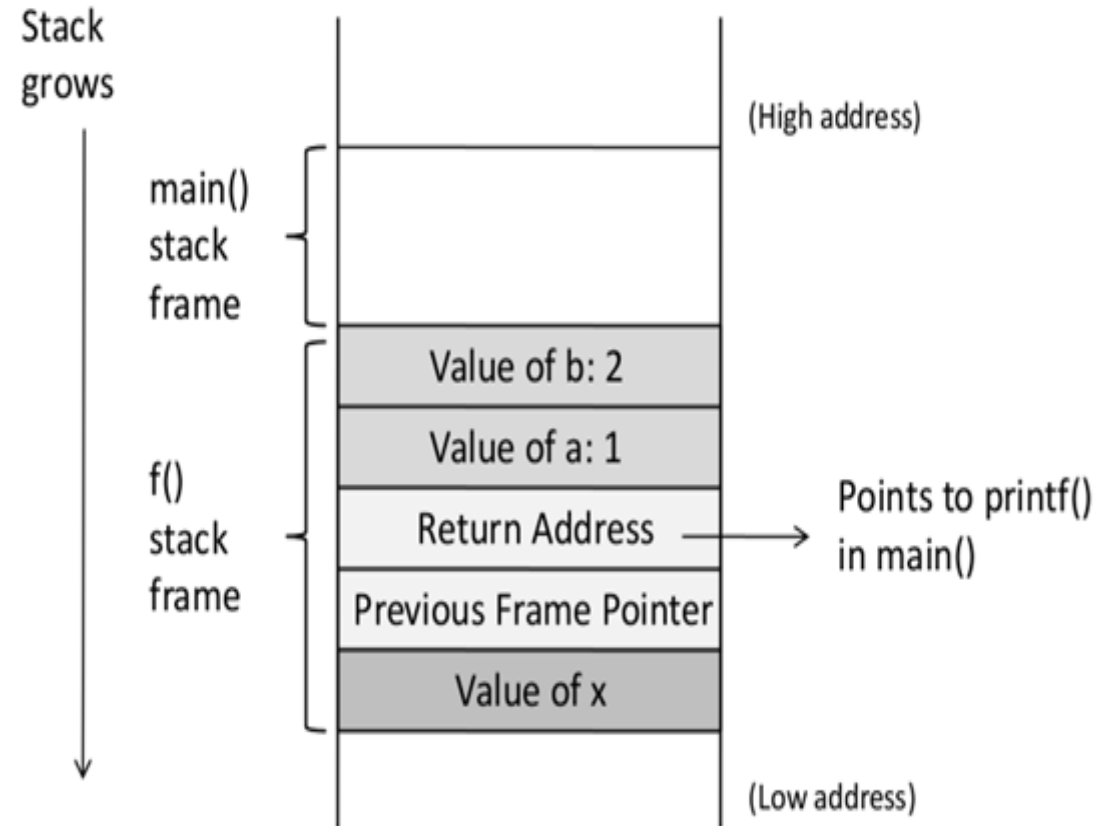 Stack
grows
(High address)
main()
stack
frame
Value of b: 2
Value of a: 1
f()
stack
frame
Return Address
Points to printf()
in main()
Previous Frame Pointer
Value of x
(Low address)